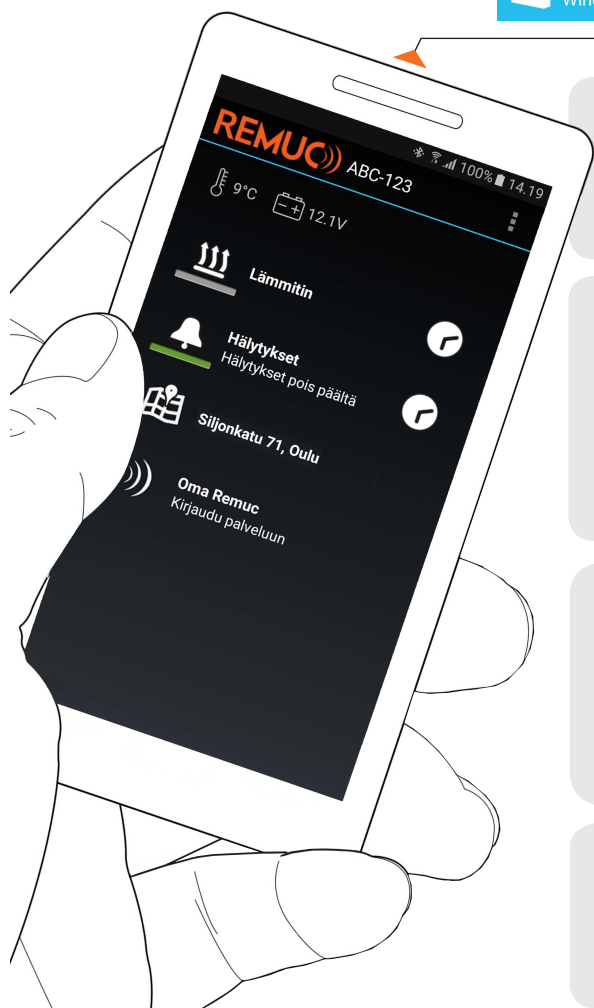 REMUC ABC-123
100% 14.19
9°C 12.1V
Lämmitin
Hälytykset
Hälytykset pois päältä
Siljonkatu 71, Oulu
Oma Remuc
Kirjaudu palveluun